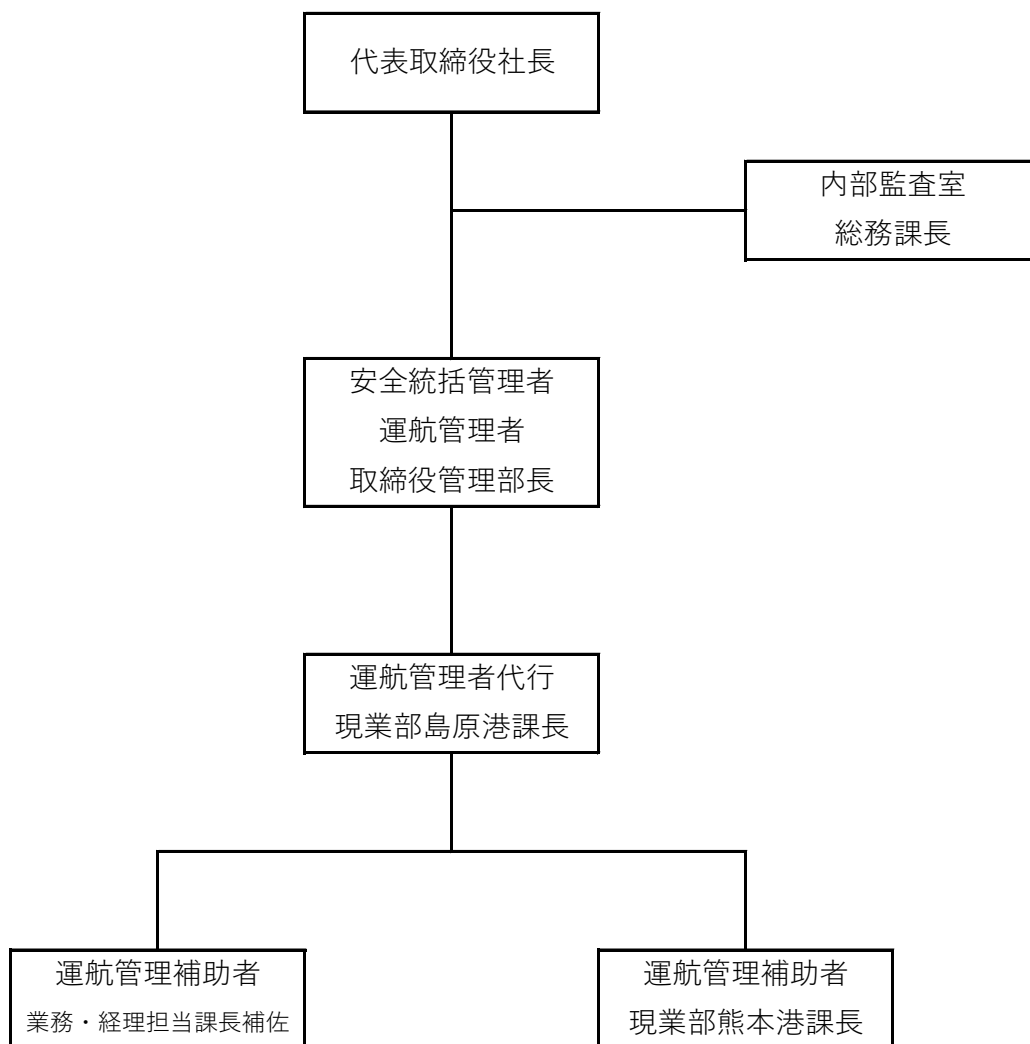 代表取締役社長
内部監査室
総務課長
安全統括管理者
運航管理者
取締役管理部長
運航管理者代行
現業部島原港課長
運航管理補助者
業務・経理担当課長補佐
運航管理補助者
現業部熊本港課長